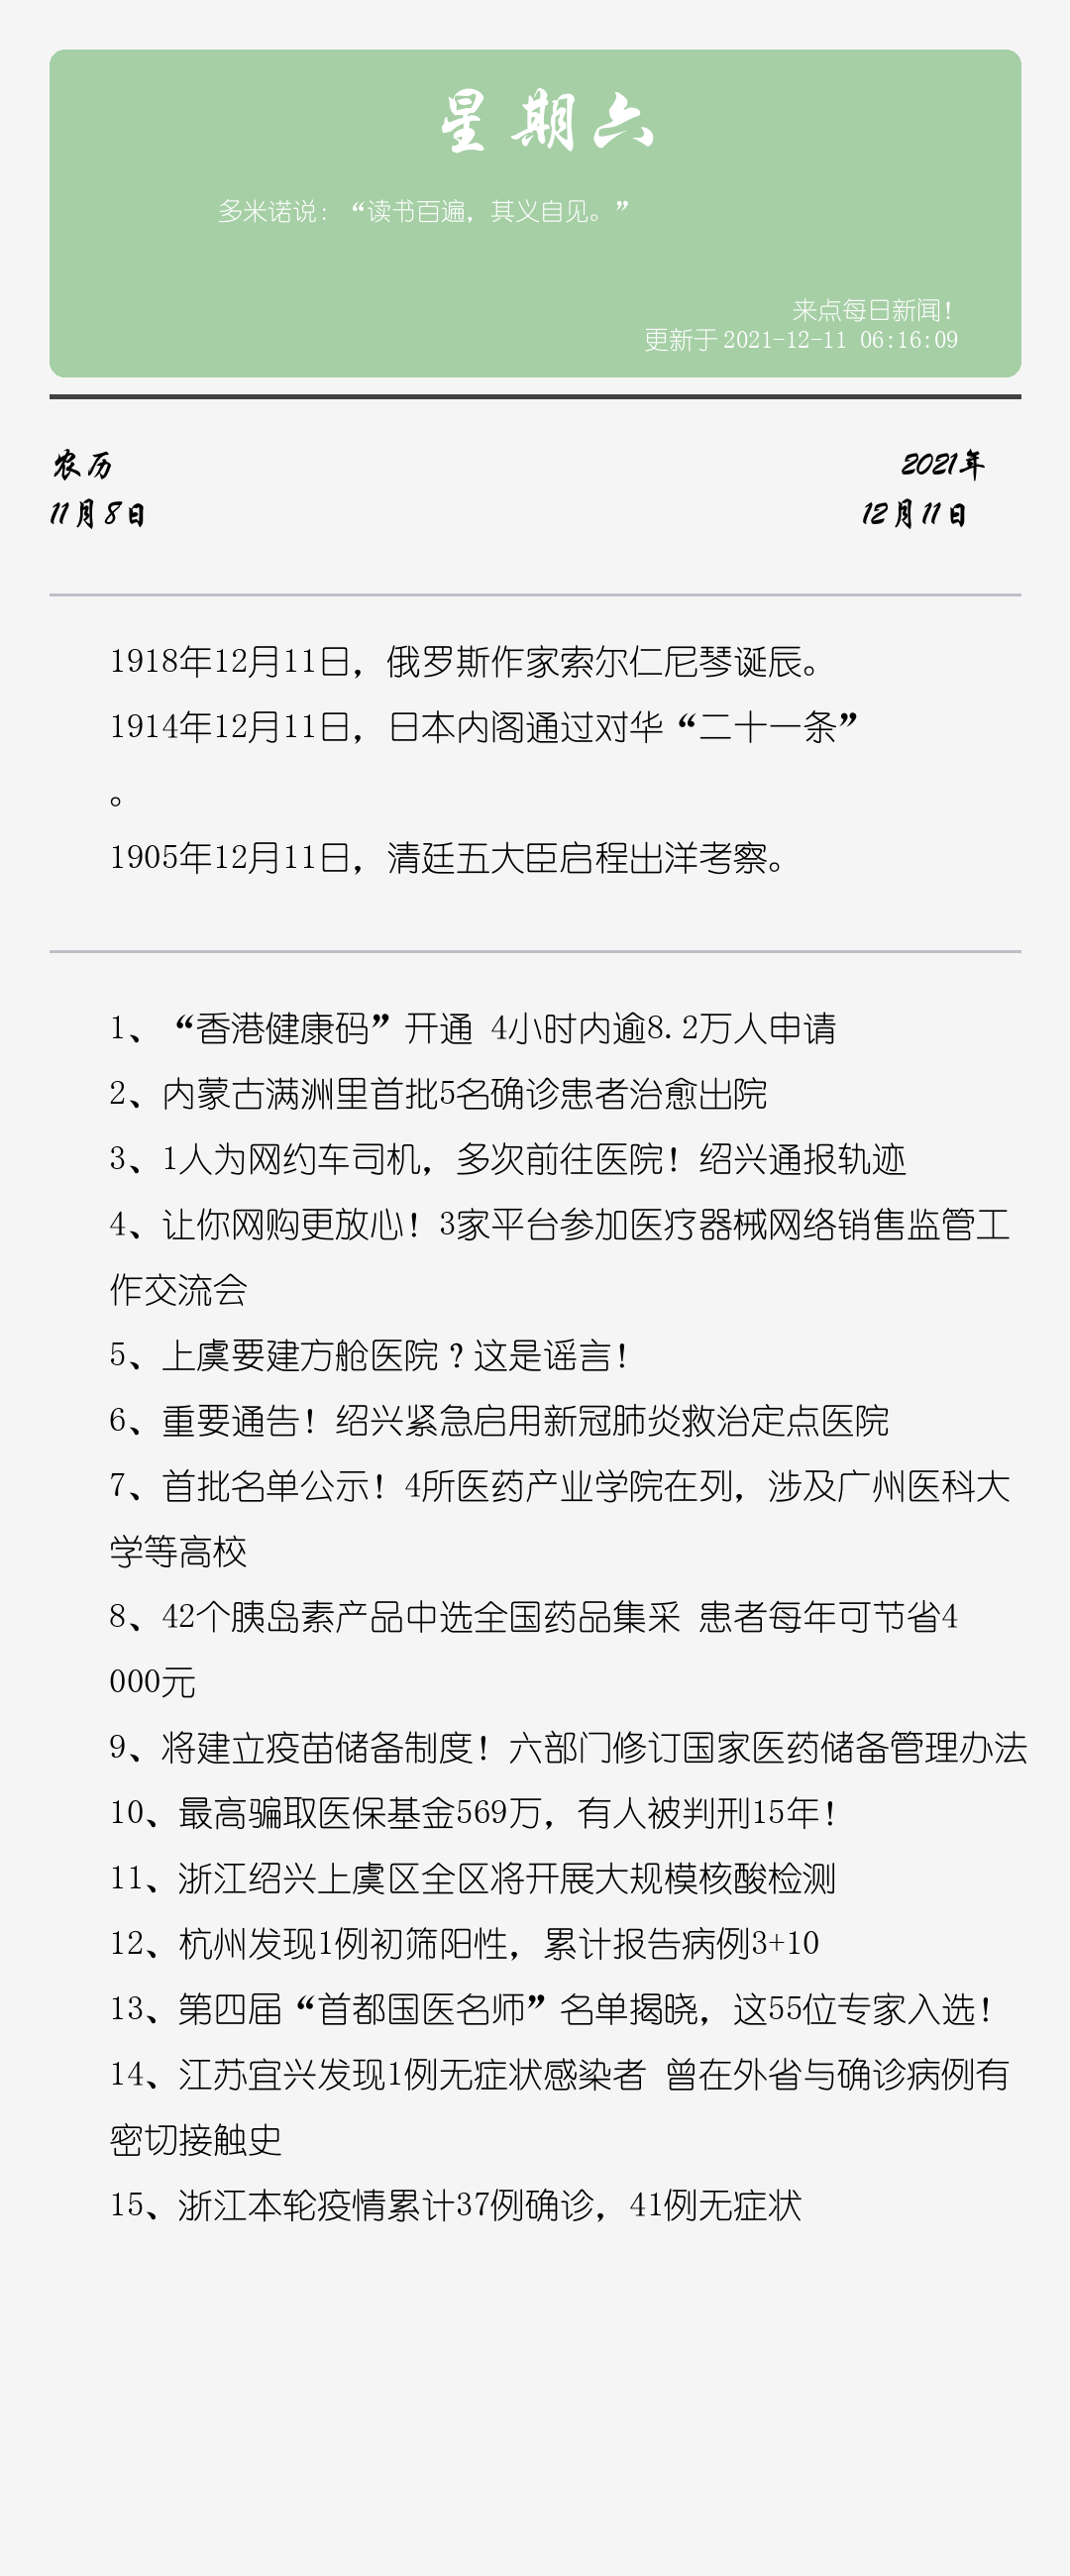 星期六
多米诺说：“读书百遍，其义自见。”
来点每日新闻！
更新于 2021-12-11 06:16:09
农历
2021年
11月8日
12月11日
1918年12月11日，俄罗斯作家索尔仁尼琴诞辰。
1914年12月11日，日本内阁通过对华“二十一条”
。
1905年12月11日，清廷五大臣启程出洋考察。
1、“香港健康码”开通 4小时内逾8.2万人申请
2、内蒙古满洲里首批5名确诊患者治愈出院
3、1人为网约车司机，多次前往医院！绍兴通报轨迹
4、让你网购更放心！3家平台参加医疗器械网络销售监管工
作交流会
5、上虞要建方舱医院？这是谣言！
6、重要通告！绍兴紧急启用新冠肺炎救治定点医院
7、首批名单公示！4所医药产业学院在列，涉及广州医科大
学等高校
8、42个胰岛素产品中选全国药品集采 患者每年可节省4
000元
9、将建立疫苗储备制度！六部门修订国家医药储备管理办法
10、最高骗取医保基金569万，有人被判刑15年！
11、浙江绍兴上虞区全区将开展大规模核酸检测
12、杭州发现1例初筛阳性，累计报告病例3+10
13、第四届“首都国医名师”名单揭晓，这55位专家入选！
14、江苏宜兴发现1例无症状感染者 曾在外省与确诊病例有
密切接触史
15、浙江本轮疫情累计37例确诊，41例无症状